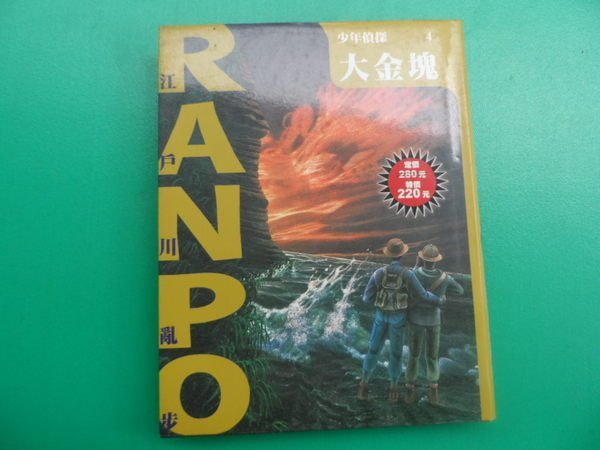 少年偵探 4
大金塊
定價
280元
特價
220元
RANPO
江戶川亂步